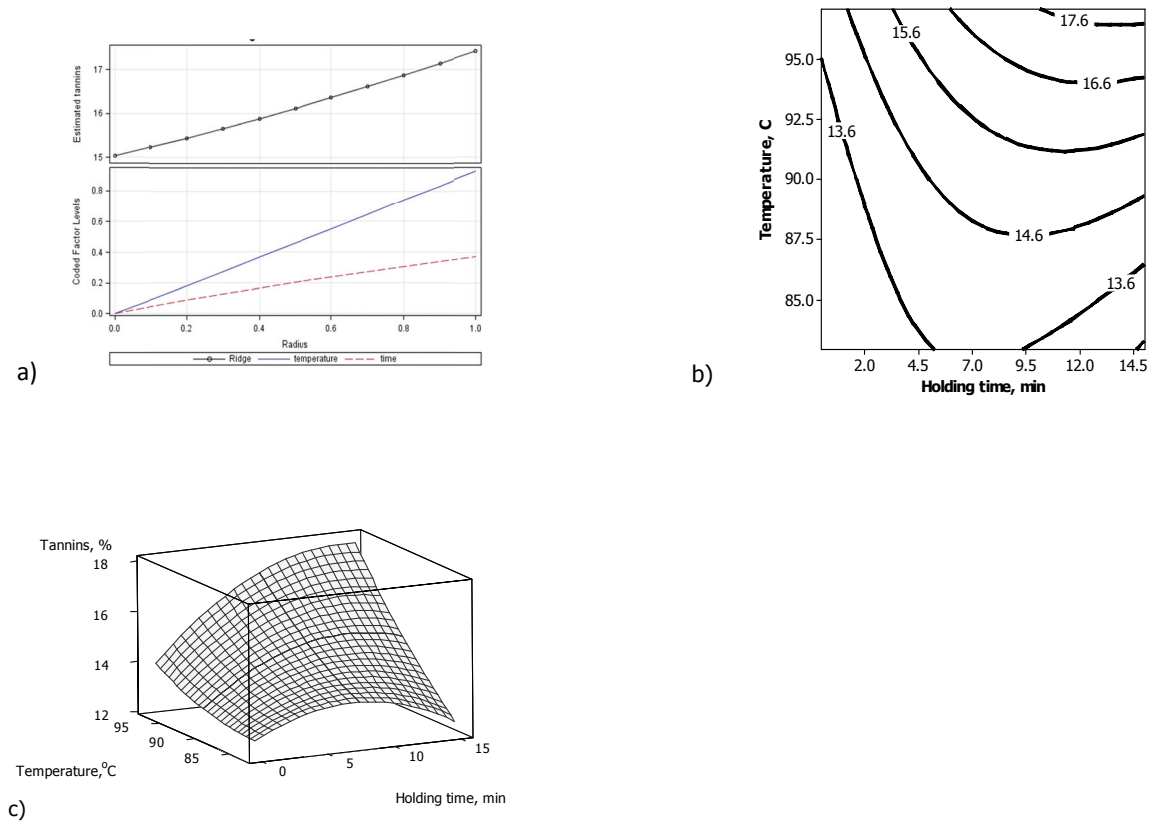 17
16
15
Estimated tannins
0.8
0.6
0.4
0.2
0.0
Coded Factor Levels
0.0 0.2 0.4 0.6 0.8 1.0
Radius
Ridge temperature time
a)
17.6
15.6
16.6
13.6
14.6
13.6
95.0
92.5
90.0
87.5
85.0
Temperature, C
2.0 4.5 7.0 9.5 12.0 14.5
Holding time, min
b)
Tannins, %
18
16
14
12
95
90
85
Temperature,°C
0 5 10 15
Holding time, min
c)